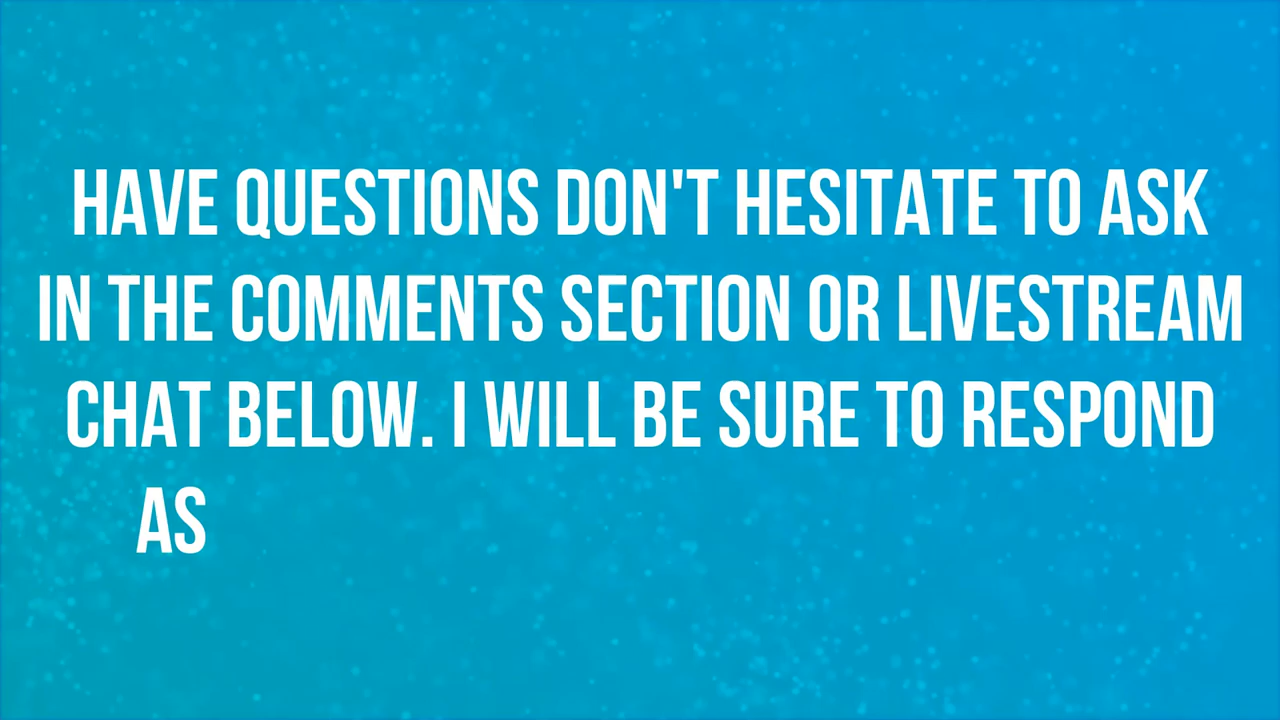 HAVE QUESTIONS DON'T HESITATE TO ASK
IN THE COMMENTS SECTION OR LIVESTREAM
CHAT BELOW. I WILL BE SURE TO RESPOND
AS